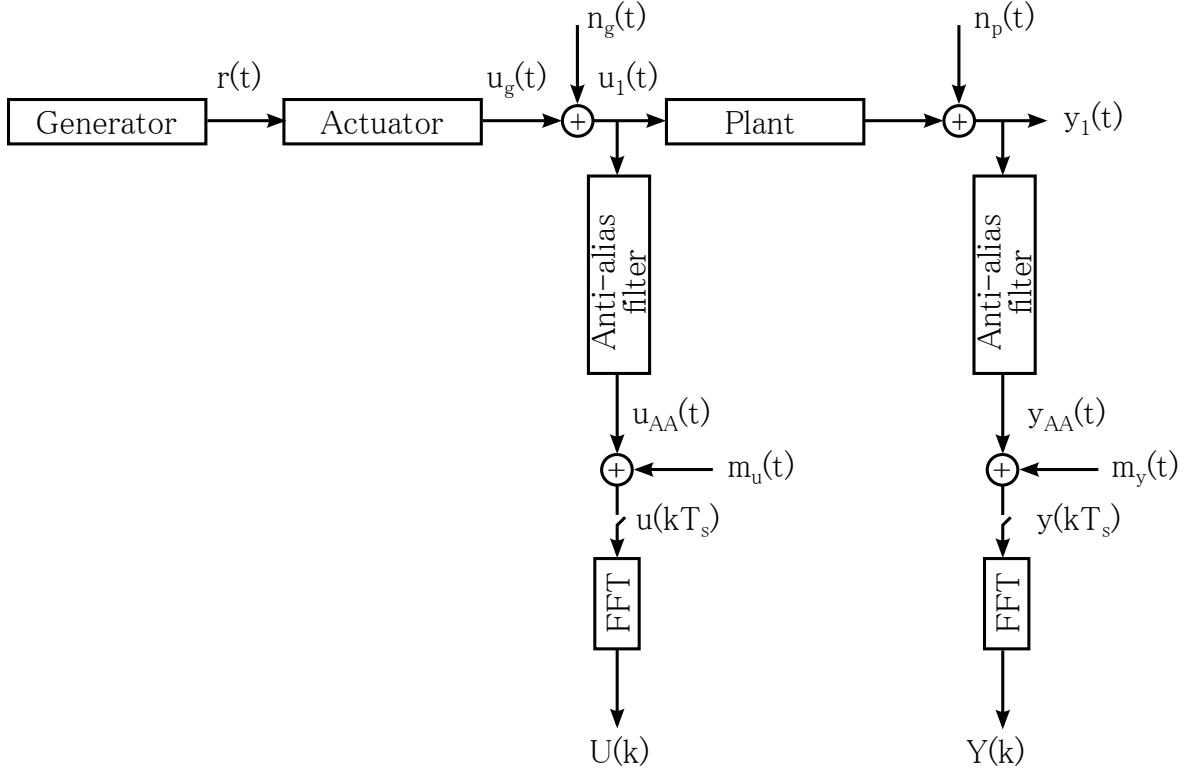 n_g(t)
n_p(t)
r(t)
u_g(t)
u_1(t)
Generator
Actuator
+
Plant
+
y_1(t)
Anti-alias
filter
Anti-alias
filter
u_AA(t)
y_AA(t)
+
m_u(t)
+
m_y(t)
u(kT_s)
y(kT_s)
FFT
FFT
U(k)
Y(k)